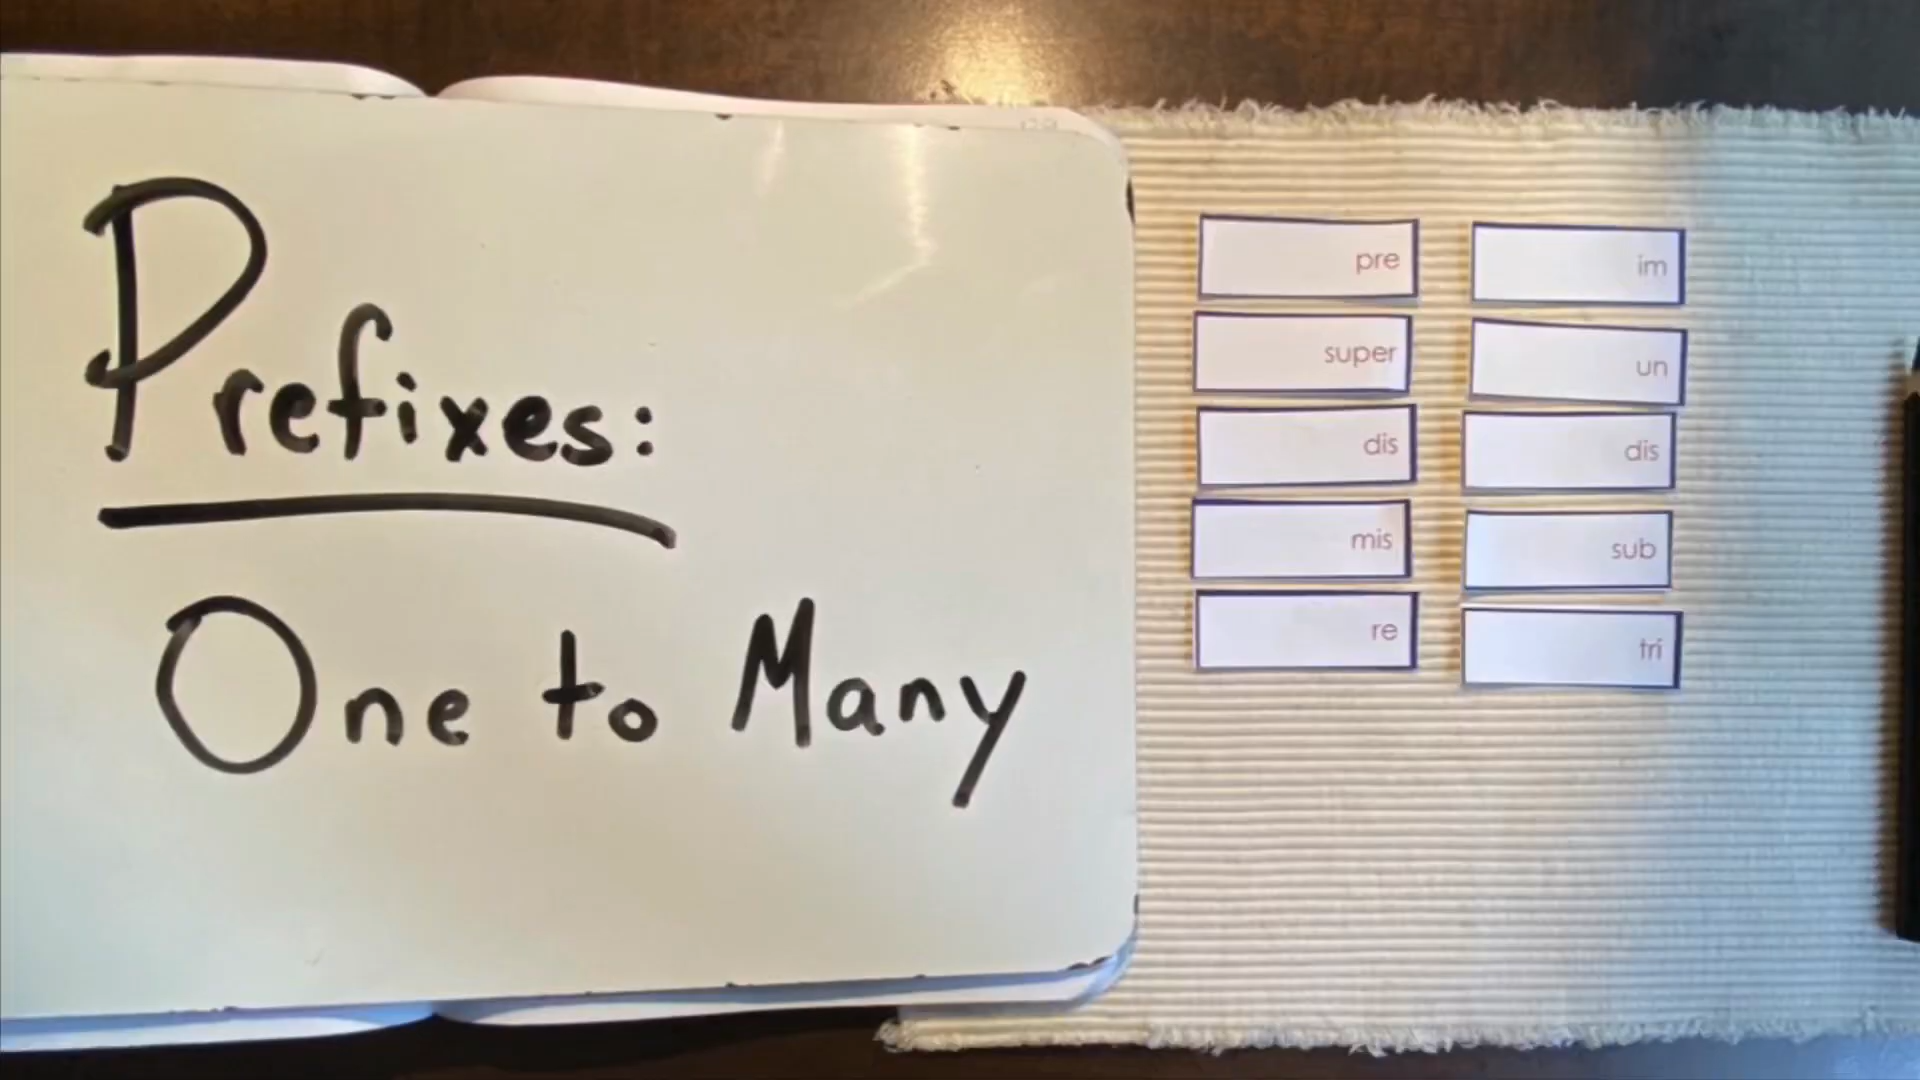 Prefixes:
One to Many
pre
super
dis
mis
re
im
un
dis
sub
tri